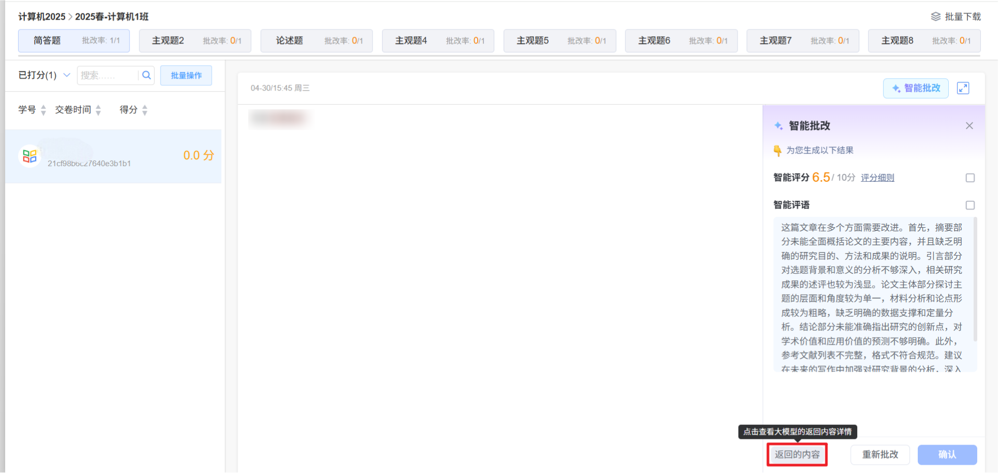 计算机2025 > 2025春-计算机1班
批量下载
简答题 批改率: 1/1
主观题2 批改率: 0/1
论述题 批改率: 0/1
主观题4 批改率: 0/1
主观题5 批改率: 0/1
主观题6 批改率: 0/1
主观题7 批改率: 0/1
主观题8 批改率: 0/1
已打分(1) 搜索...... 批量操作
学号 交卷时间 得分
0.0 分
04-30/15:45 周三
智能批改
智能批改
为您生成以下结果
智能评分 6.5 / 10分 评分细则
智能评语
这篇文章在多个方面需要改进。首先，摘要部
分未能全面概括论文的主要内容，并且缺乏明
确的研究目的、方法和成果的说明。引言部分
对选题背景和意义的分析不够深入，相关研究
成果的述评也较为浅显。论文主体部分探讨主
题的层面和角度较为单一，材料分析和论点形
成较为粗略，缺乏明确的数据支撑和定量分
析。结论部分未能准确指出研究的创新点，对
学术价值和应用价值的预测不够明确。此外，
参考文献列表不完整，格式不符合规范。建议
在未来的写作中加强对研究背景的分析，深入
点击查看大模型的返回内容详情
返回的内容 重新批改 确认